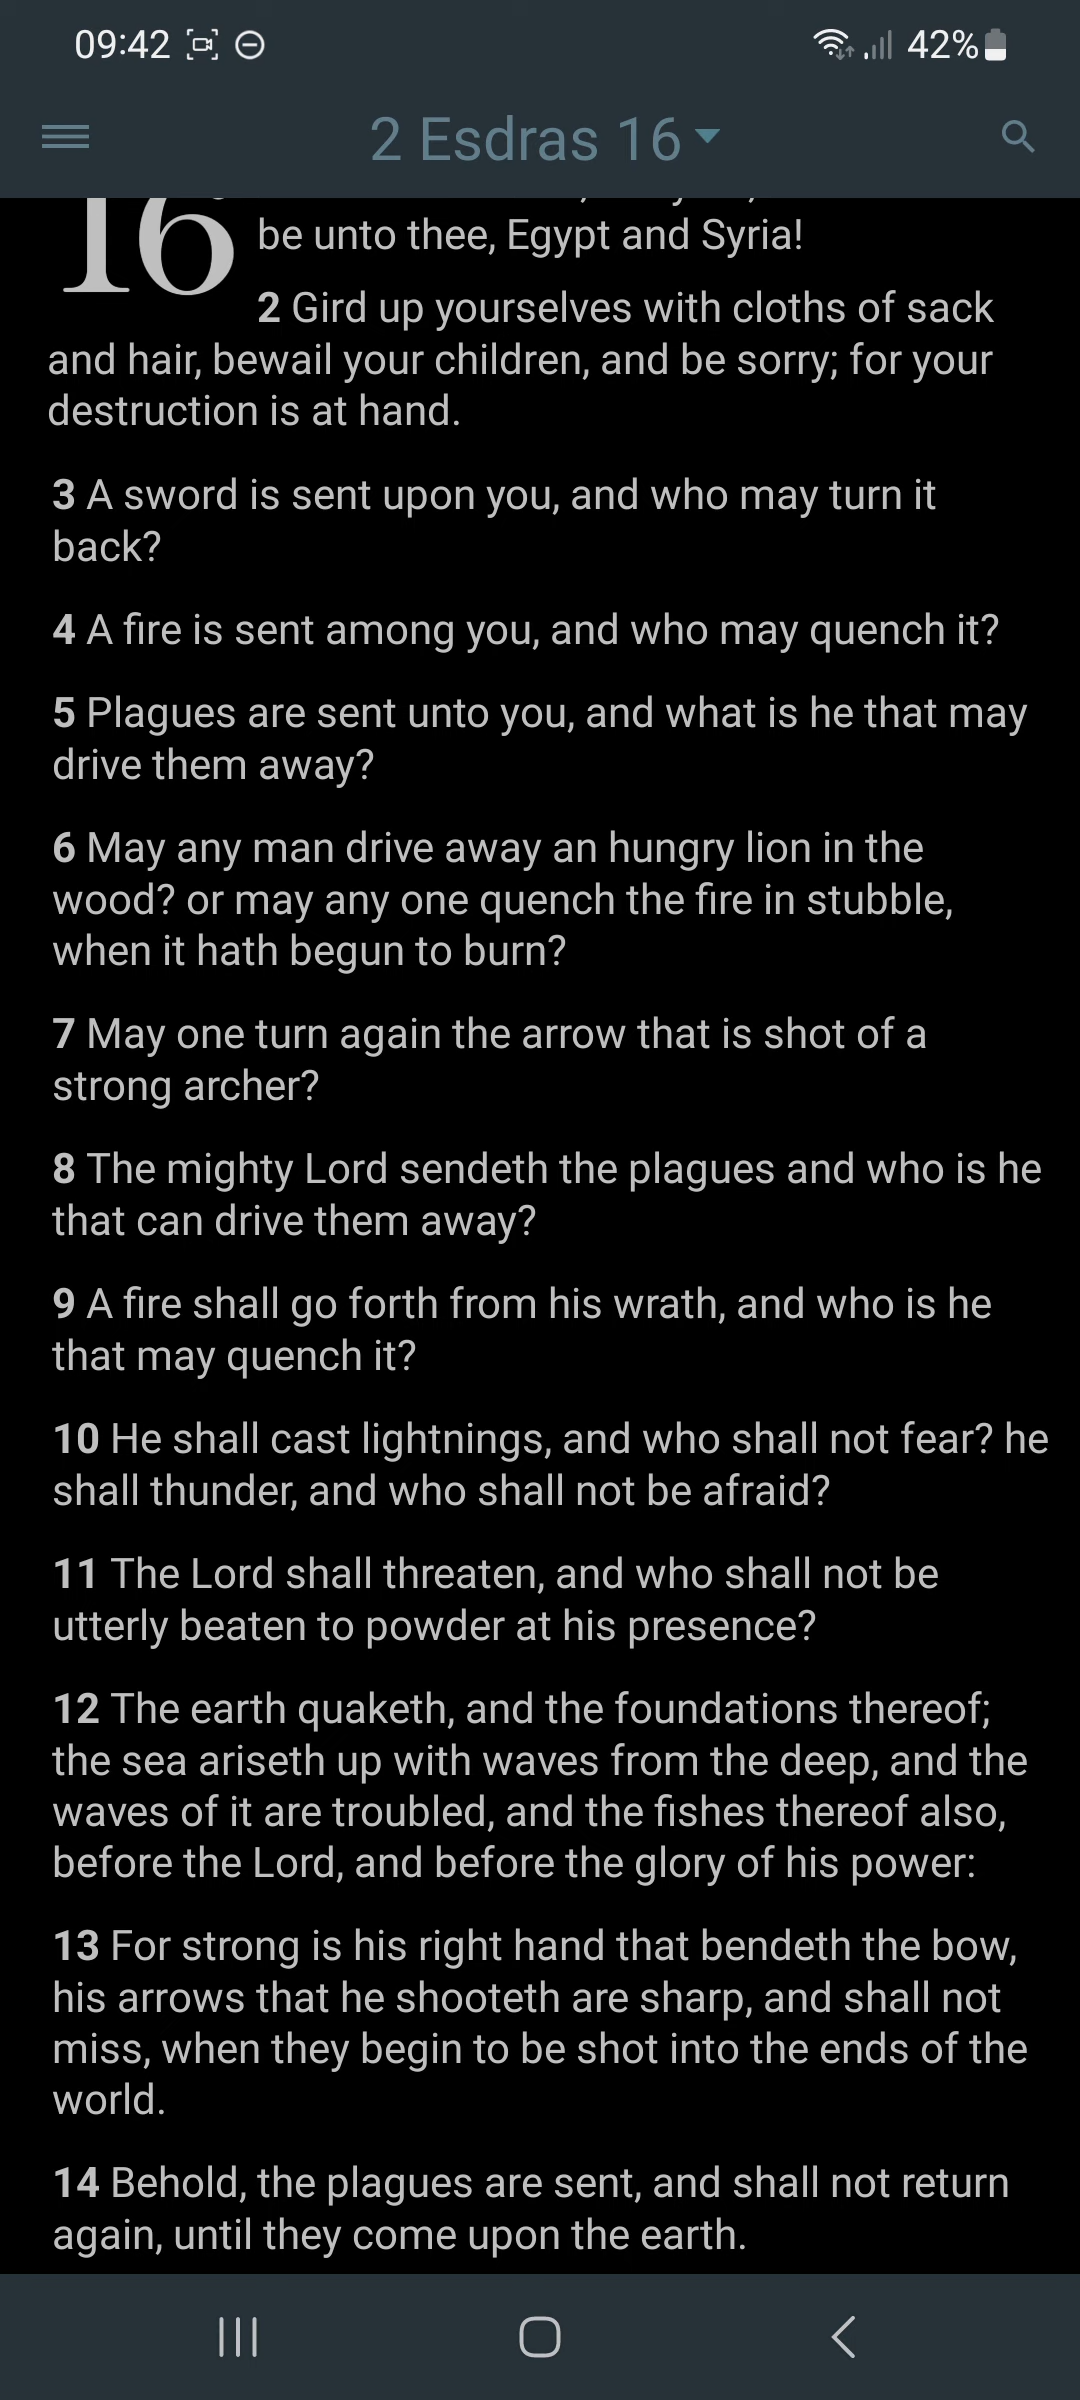 09:42
42%
2 Esdras 16
16
be unto thee, Egypt and Syria!
2 Gird up yourselves with cloths of sack
and hair, bewail your children, and be sorry; for your
destruction is at hand.
3 A sword is sent upon you, and who may turn it
back?
4 A fire is sent among you, and who may quench it?
5 Plagues are sent unto you, and what is he that may
drive them away?
6 May any man drive away an hungry lion in the
wood? or may any one quench the fire in stubble,
when it hath begun to burn?
7 May one turn again the arrow that is shot of a
strong archer?
8 The mighty Lord sendeth the plagues and who is he
that can drive them away?
9 A fire shall go forth from his wrath, and who is he
that may quench it?
10 He shall cast lightnings, and who shall not fear? he
shall thunder, and who shall not be afraid?
11 The Lord shall threaten, and who shall not be
utterly beaten to powder at his presence?
12 The earth quaketh, and the foundations thereof;
the sea ariseth up with waves from the deep, and the
waves of it are troubled, and the fishes thereof also,
before the Lord, and before the glory of his power:
13 For strong is his right hand that bendeth the bow,
his arrows that he shooteth are sharp, and shall not
miss, when they begin to be shot into the ends of the
world.
14 Behold, the plagues are sent, and shall not return
again, until they come upon the earth.